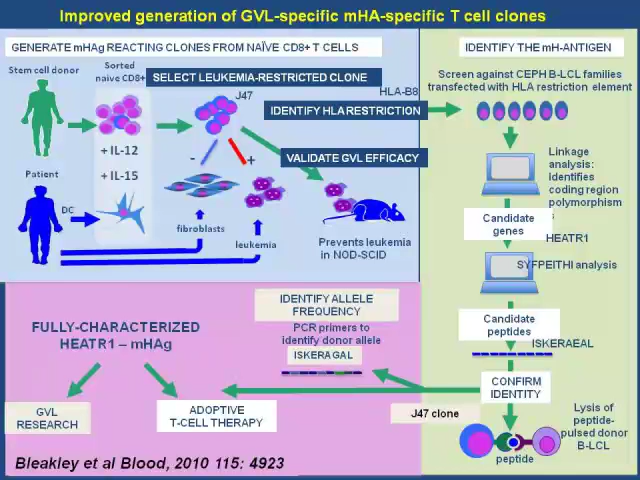 Improved generation of GVL-specific mHA-specific T cell clones
GENERATE mHAg REACTING CLONES FROM NAÏVE CD8+ T CELLS
Stem cell donor
Sorted
naive CD8+
SELECT LEUKEMIA-RESTRICTED CLONE
J47
HLA-B8
IDENTIFY HLA RESTRICTION
+ IL-12
+ IL-15
-
+
VALIDATE GVL EFFICACY
Patient
DC
fibroblasts
leukemia
Prevents leukemia
in NOD-SCID
IDENTIFY THE mH-ANTIGEN
Screen against CEPH B-LCL families
transfected with HLA restriction element
Linkage
analysis:
identifies
coding region
polymorphism
s
Candidate
genes
HEATR1
SYFPEITHI analysis
Candidate
peptides
ISKERAEAL
CONFIRM
IDENTITY
Lysis of
peptide-
pulsed donor
B-LCL
peptide
IDENTIFY ALLELE
FREQUENCY
PCR primers to
identify donor allele
ISKERAGAL
J47 clone
FULLY-CHARACTERIZED
HEATR1 – mHAg
GVL
RESEARCH
ADOPTIVE
T-CELL THERAPY
Bleakley et al Blood, 2010 115: 4923